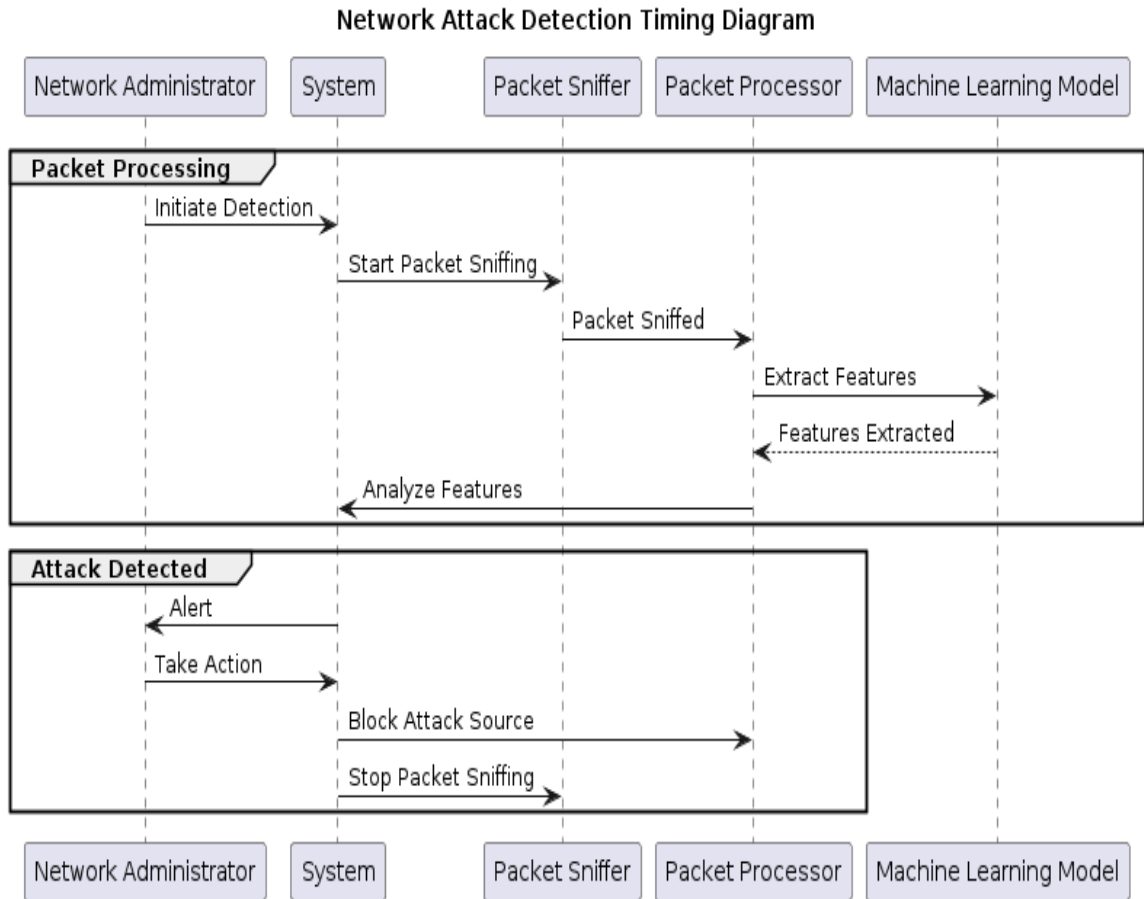 Network Attack Detection Timing Diagram
Network Administrator System Packet Sniffer Packet Processor Machine Learning Model
Packet Processing
Initiate Detection
Start Packet Sniffing
Packet Sniffed
Extract Features
Features Extracted
Analyze Features
Attack Detected
Alert
Take Action
Block Attack Source
Stop Packet Sniffing
Network Administrator System Packet Sniffer Packet Processor Machine Learning Model